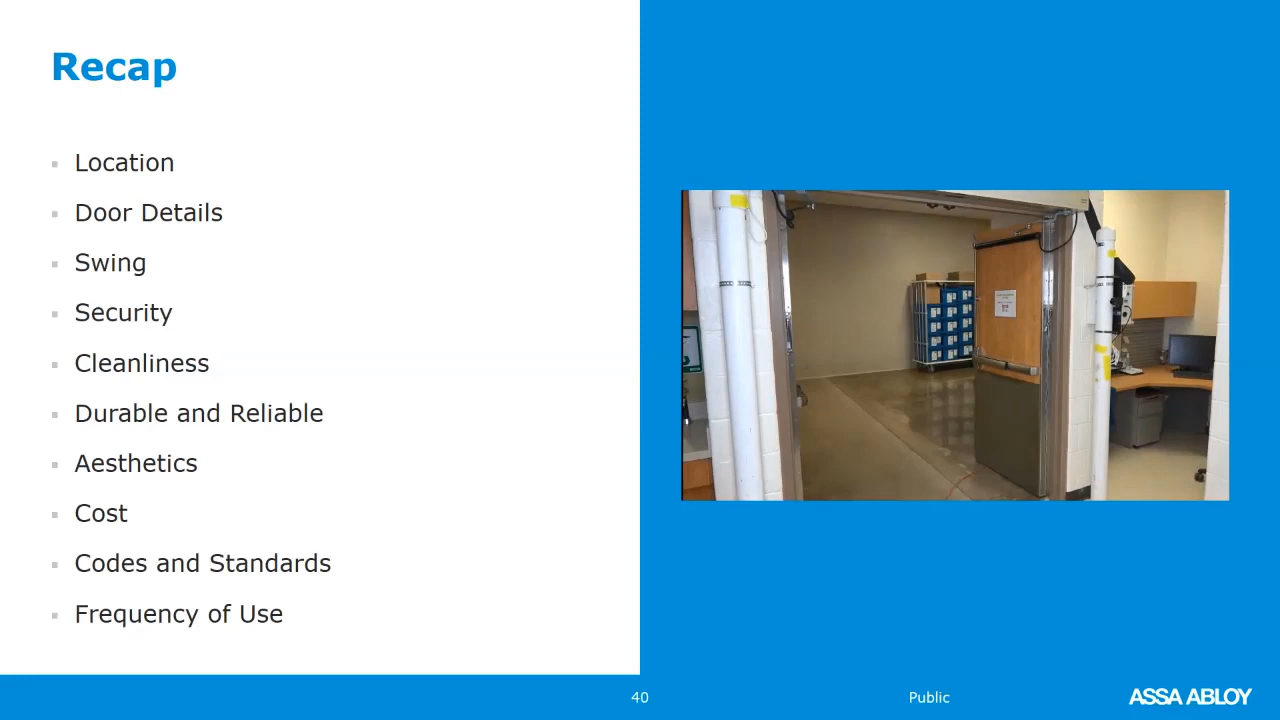 Recap
Location
Door Details
Swing
Security
Cleanliness
Durable and Reliable
Aesthetics
Cost
Codes and Standards
Frequency of Use
40
Public
ASSA ABLOY